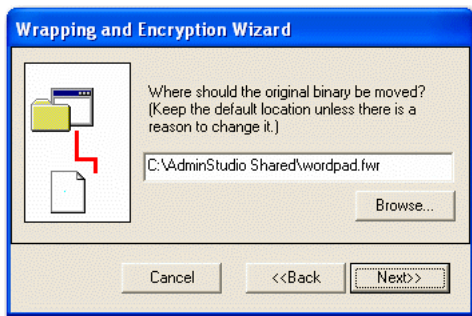 Wrapping and Encryption Wizard
Where should the original binary be moved?
(Keep the default location unless there is a
reason to change it.)
C:\AdminStudio Shared\wordpad.fwr
Browse...
Cancel
<<Back
Next>>